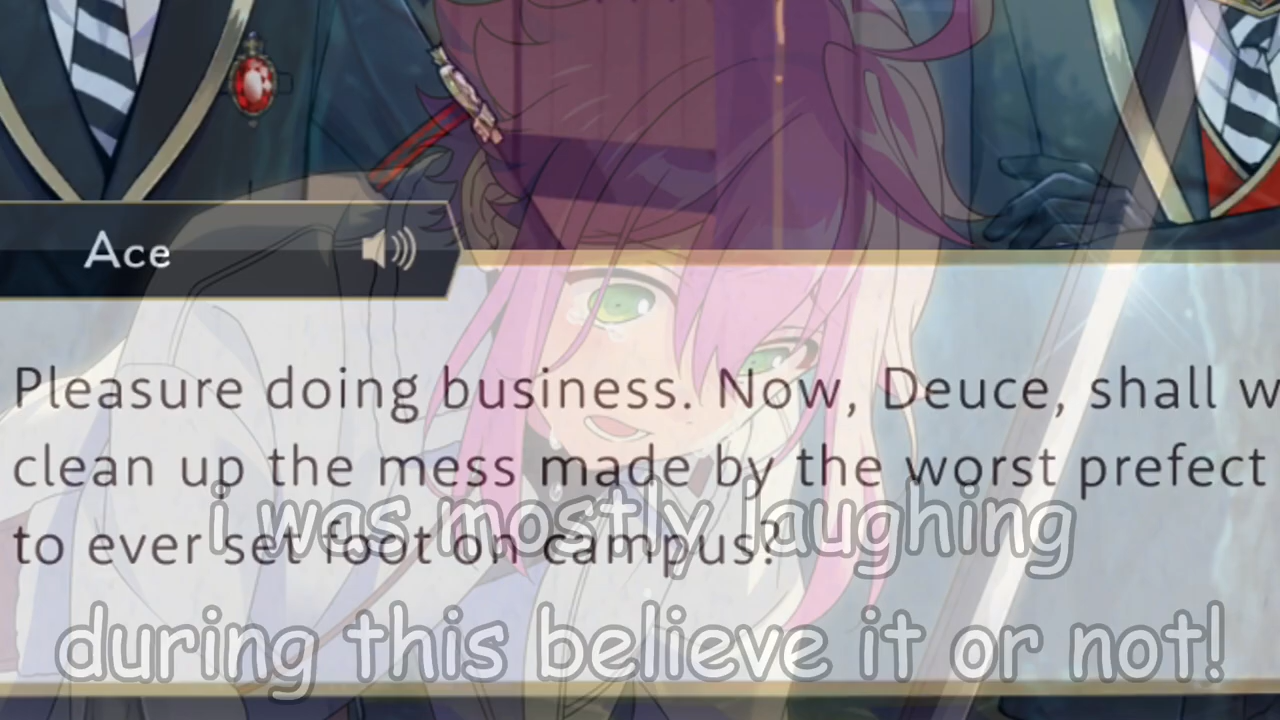 Ace
Pleasure doing business. Now, Deuce, shall w
clean up the mess made by the worst prefect
to ever set foot on campus?
i was mostly laughing
during this believe it or not!